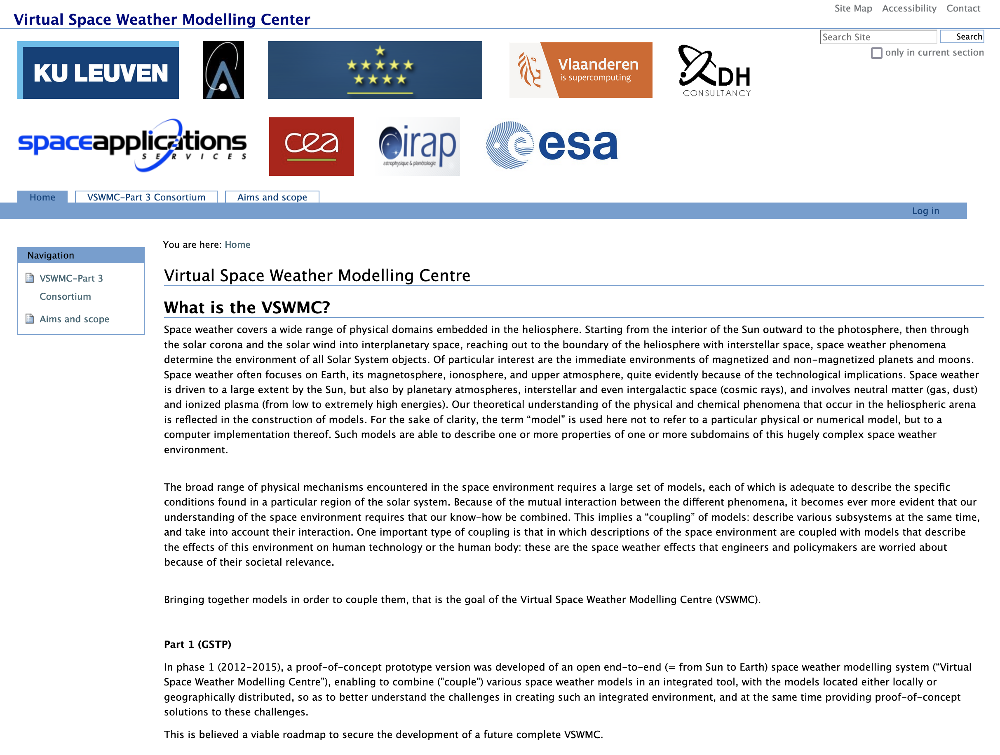 Site Map Accessibility Contact
Virtual Space Weather Modelling Center
Search Site Search
only in current section
KU LEUVEN
Vlaanderen
is supercomputing
DH
CONSULTANCY
spaceapplications
SERVICES
cea
irap
astrophysique & planétologie
esa
Home VSWMC-Part 3 Consortium Aims and scope
Log in
You are here: Home
Navigation
VSWMC-Part 3
Consortium
Aims and scope
Virtual Space Weather Modelling Centre
What is the VSWMC?
Space weather covers a wide range of physical domains embedded in the heliosphere. Starting from the interior of the Sun outward to the photosphere, then through
the solar corona and the solar wind into interplanetary space, reaching out to the boundary of the heliosphere with interstellar space, space weather phenomena
determine the environment of all Solar System objects. Of particular interest are the immediate environments of magnetized and non-magnetized planets and moons.
Space weather often focuses on Earth, its magnetosphere, ionosphere, and upper atmosphere, quite evidently because of the technological implications. Space weather
is driven to a large extent by the Sun, but also by planetary atmospheres, interstellar and even intergalactic space (cosmic rays), and involves neutral matter (gas, dust)
and ionized plasma (from low to extremely high energies). Our theoretical understanding of the physical and chemical phenomena that occur in the heliospheric arena
is reflected in the construction of models. For the sake of clarity, the term “model” is used here not to refer to a particular physical or numerical model, but to a
computer implementation thereof. Such models are able to describe one or more properties of one or more subdomains of this hugely complex space weather
environment.
The broad range of physical mechanisms encountered in the space environment requires a large set of models, each of which is adequate to describe the specific
conditions found in a particular region of the solar system. Because of the mutual interaction between the different phenomena, it becomes ever more evident that our
understanding of the space environment requires that our know-how be combined. This implies a “coupling” of models: describe various subsystems at the same time,
and take into account their interaction. One important type of coupling is that in which descriptions of the space environment are coupled with models that describe
the effects of this environment on human technology or the human body: these are the space weather effects that engineers and policymakers are worried about
because of their societal relevance.
Bringing together models in order to couple them, that is the goal of the Virtual Space Weather Modelling Centre (VSWMC).
Part 1 (GSTP)
In phase 1 (2012-2015), a proof-of-concept prototype version was developed of an open end-to-end (= from Sun to Earth) space weather modelling system (“Virtual
Space Weather Modelling Centre”), enabling to combine ("couple") various space weather models in an integrated tool, with the models located either locally or
geographically distributed, so as to better understand the challenges in creating such an integrated environment, and at the same time providing proof-of-concept
solutions to these challenges.
This is believed a viable roadmap to secure the development of a future complete VSWMC.